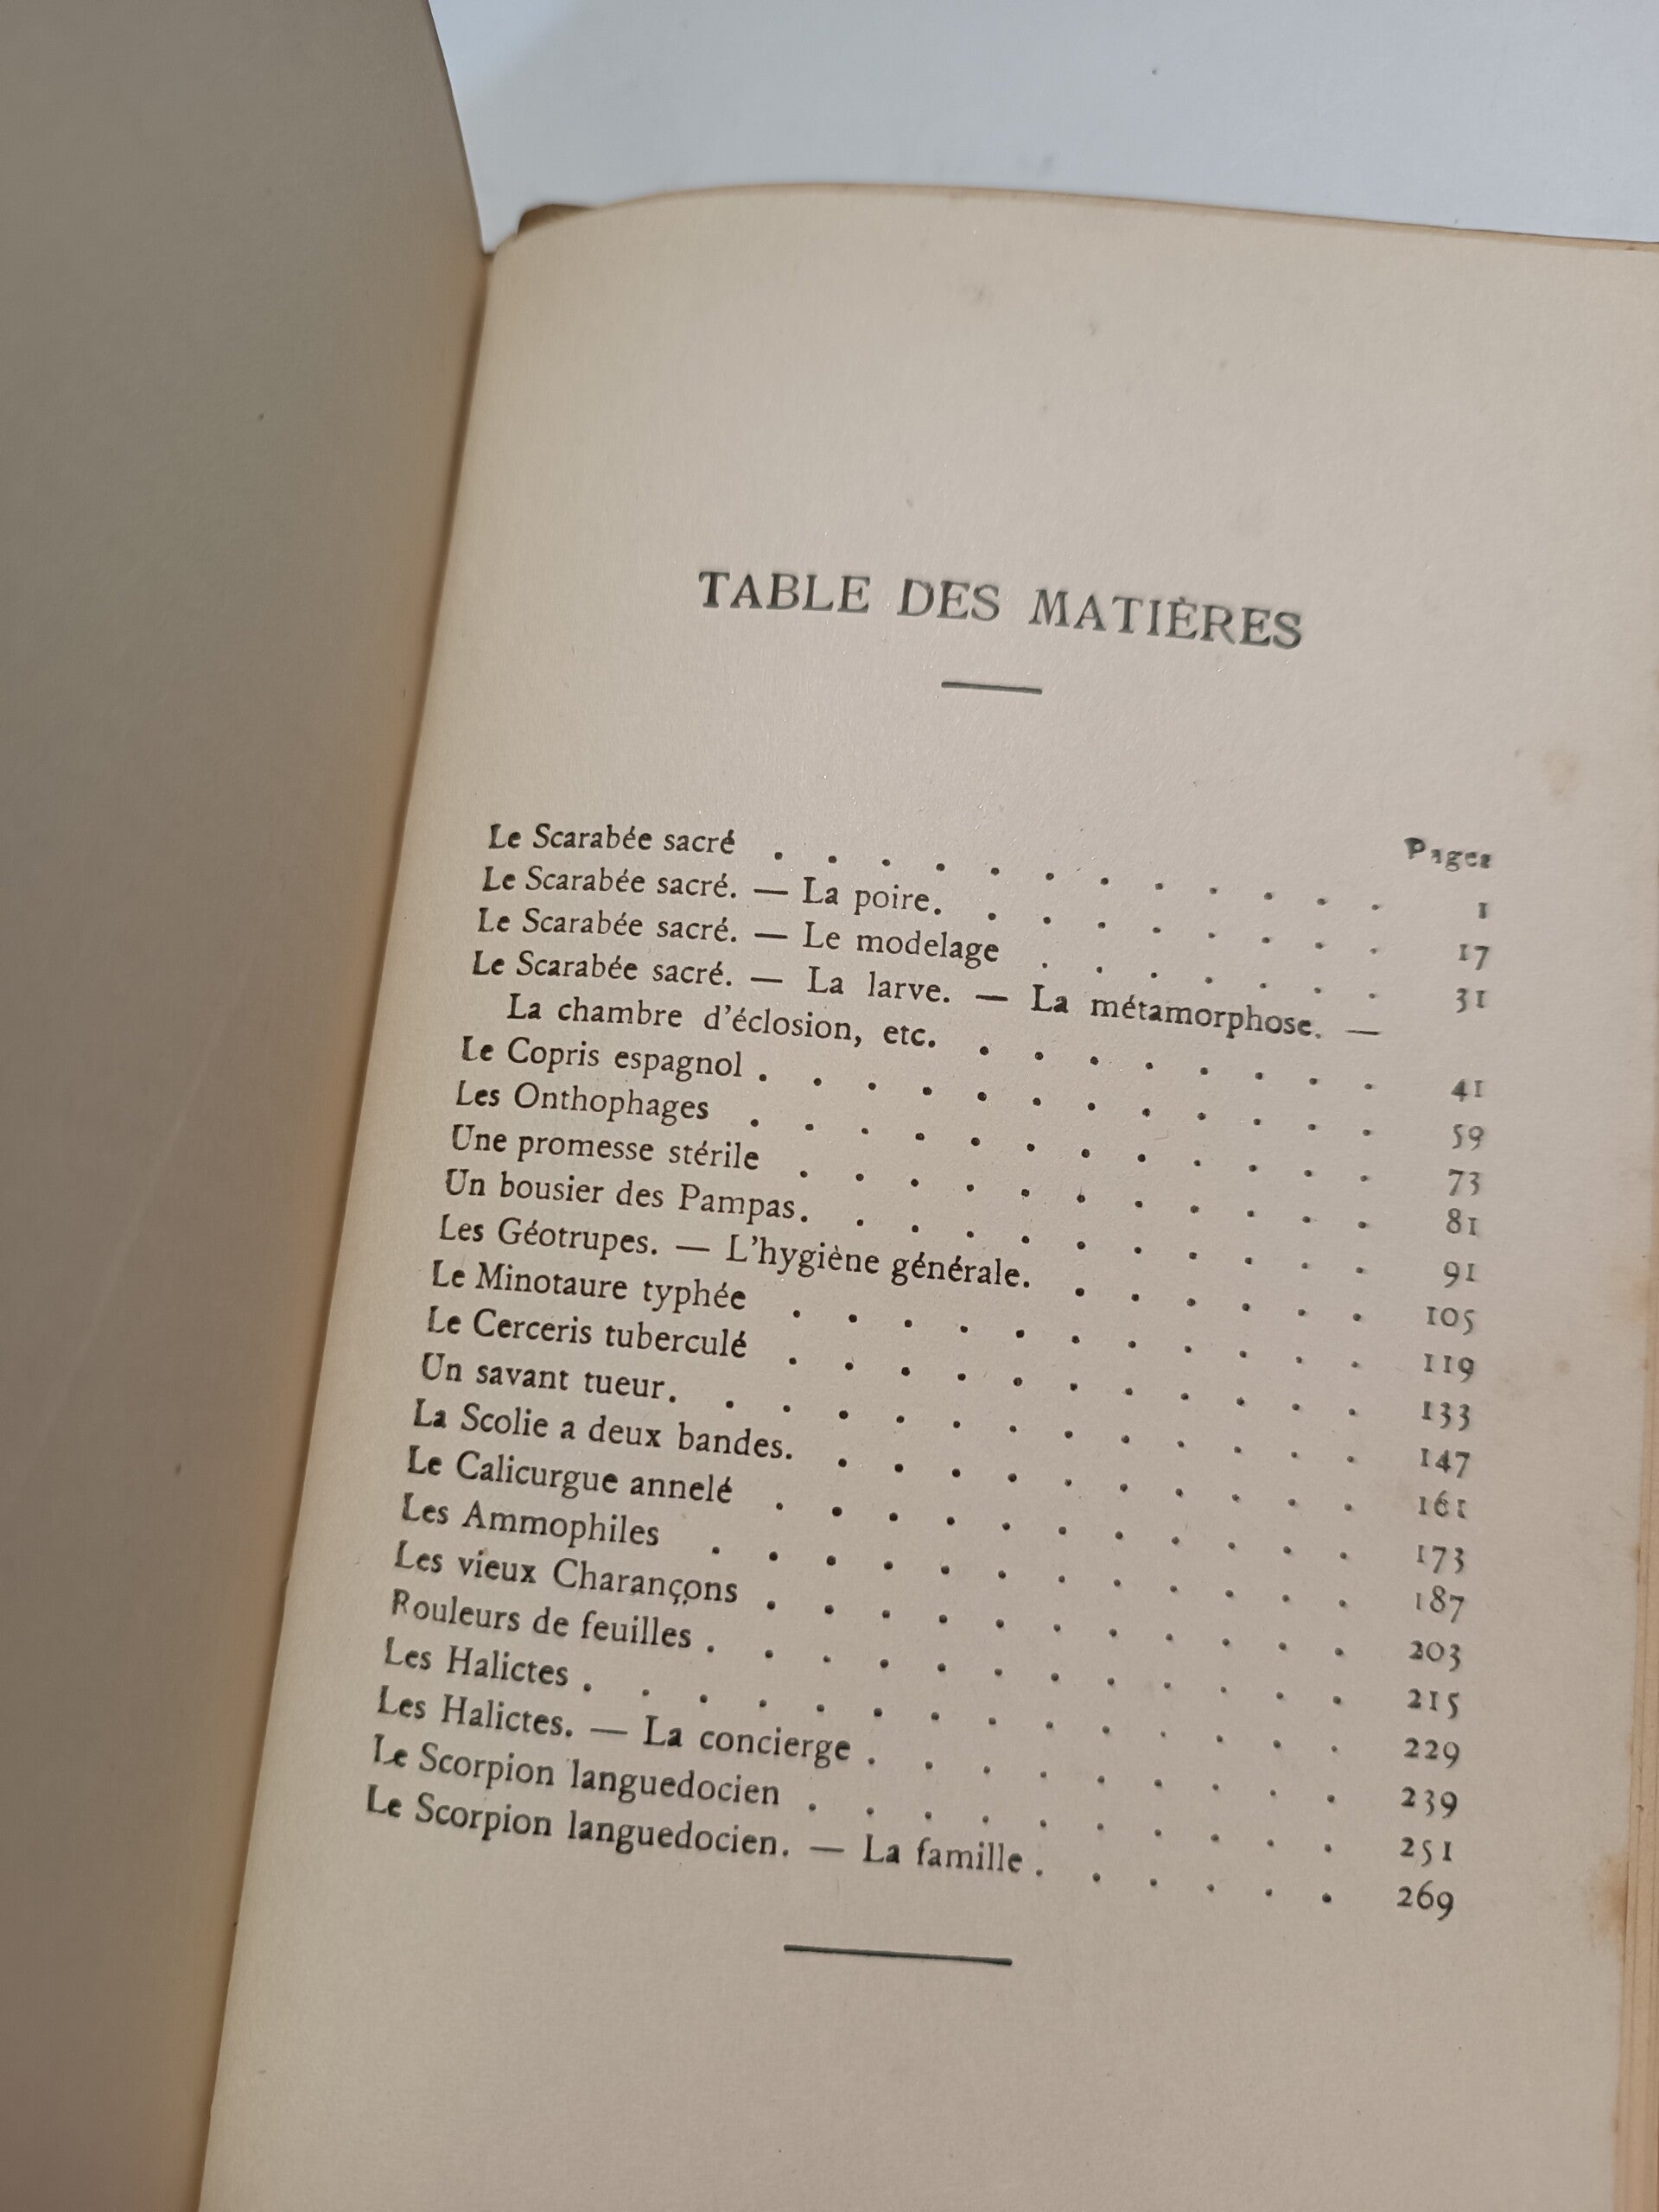 TABLE DES MATIÈRES
Pages
Le Scarabée sacré . . . . . . . . . . . . 1
Le Scarabée sacré. — La poire. . . . . . . . . 17
Le Scarabée sacré. — Le modelage . . . . . . . 31
Le Scarabée sacré. — La larve. — La métamorphose. —
La chambre d'éclosion, etc. . . . . . . . . 41
Le Copris espagnol . . . . . . . . . . . . 59
Les Onthophages . . . . . . . . . . . . 73
Une promesse stérile . . . . . . . . . . . 81
Un bousier des Pampas. . . . . . . . . . . 91
Les Géotrupes. — L'hygiène générale. . . . . . . 105
Le Minotaure typhée . . . . . . . . . . . 119
Le Cerceris tuberculé . . . . . . . . . . . 133
Un savant tueur. . . . . . . . . . . . . 147
La Scolie a deux bandes. . . . . . . . . . . 161
Le Calicurgue annelé . . . . . . . . . . . 173
Les Ammophiles . . . . . . . . . . . . 187
Les vieux Charançons . . . . . . . . . . . 203
Rouleurs de feuilles . . . . . . . . . . . . 215
Les Halictes . . . . . . . . . . . . . . 229
Les Halictes. — La concierge . . . . . . . . . 239
Le Scorpion languedocien . . . . . . . . . . 251
Le Scorpion languedocien. — La famille . . . . . . 269